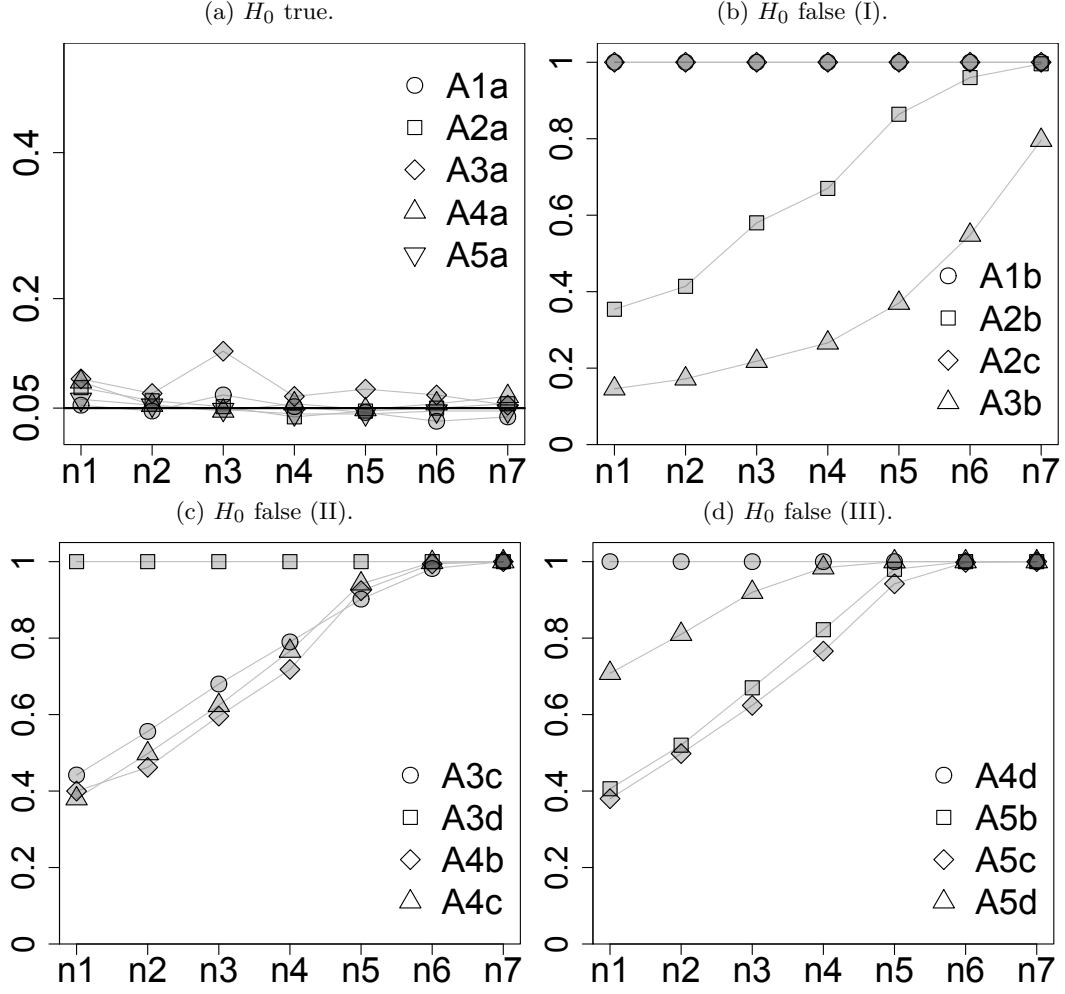 (a) H0 true.
0.4
0.2
0.05
A1a
A2a
A3a
A4a
A5a
n1 n2 n3 n4 n5 n6 n7
(b) H0 false (I).
1
0.8
0.6
0.4
0.2
0
A1b
A2b
A2c
A3b
n1 n2 n3 n4 n5 n6 n7
(c) H0 false (II).
1
0.8
0.6
0.4
0.2
0
A3c
A3d
A4b
A4c
n1 n2 n3 n4 n5 n6 n7
(d) H0 false (III).
1
0.8
0.6
0.4
0.2
0
A4d
A5b
A5c
A5d
n1 n2 n3 n4 n5 n6 n7